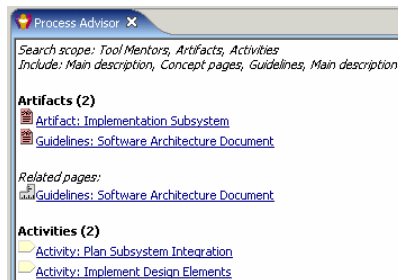 Process Advisor
Search scope: Tool Mentors, Artifacts, Activities
Include: Main description, Concept pages, Guidelines, Main description
Artifacts (2)
Artifact: Implementation Subsystem
Guidelines: Software Architecture Document
Related pages:
Guidelines: Software Architecture Document
Activities (2)
Activity: Plan Subsystem Integration
Activity: Implement Design Elements